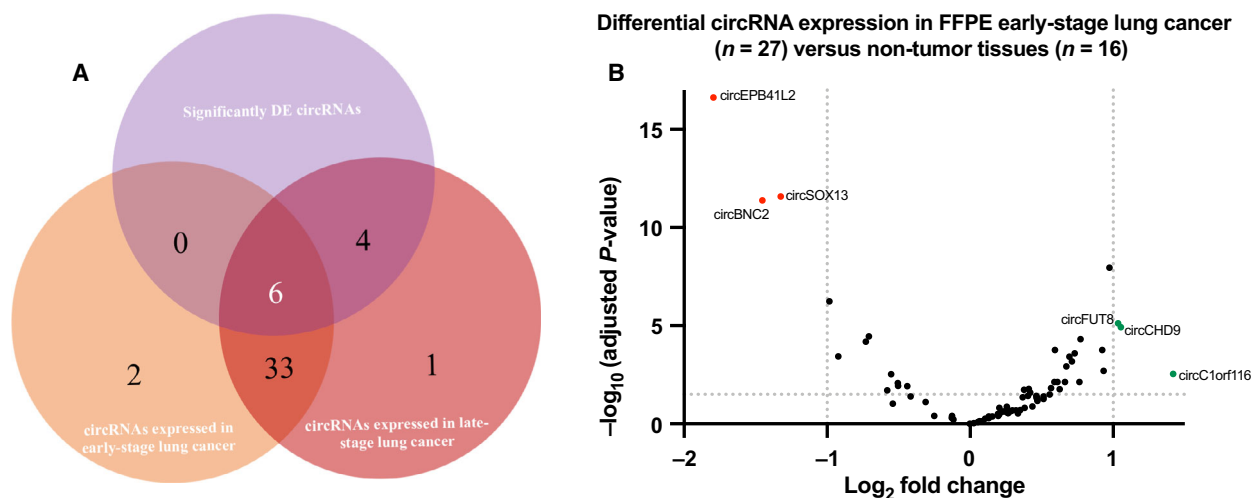 A
Significantly DE circRNAs
0
4
6
2
33
1
circRNAs expressed in
early-stage lung cancer
circRNAs expressed in late-
stage lung cancer
Differential circRNA expression in FFPE early-stage lung cancer
(n = 27) versus non-tumor tissues (n = 16)
B
–log10 (adjusted P-value)
15
10
5
0
circEPB41L2
circSOX13
circBNC2
circFUT8
circCHD9
circC1orf116
–2
–1
0
1
Log2 fold change